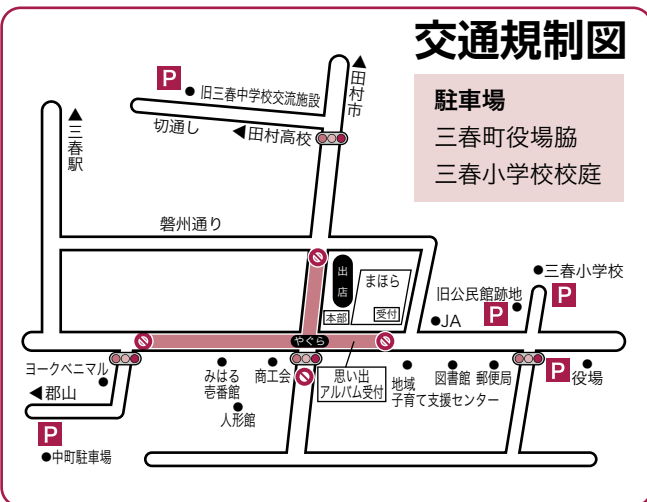 交通規制図
駐車場
三春町役場脇
三春小学校校庭
P
旧三春中学校交流施設
▲田村市
切通し
◀田村高校
▲三春駅
磐州通り
出店
まほら
本部
受付
三春小学校
P
旧公民館跡地
P
JA
やぐら
ヨークベニマル
◀郡山
P
中町駐車場
みはる
壱番館
商工会
人形館
思い出
アルバム受付
地域
子育て支援センター
図書館
郵便局
P
役場